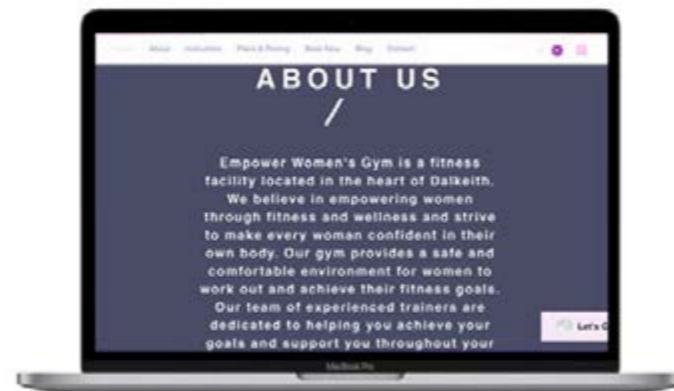 About Instructors Plans & Pricing Book Now Blog Contact
ABOUT US
/
Empower Women's Gym is a fitness
facility located in the heart of Dalkeith.
We believe in empowering women
through fitness and wellness and strive
to make every woman confident in their
own body. Our gym provides a safe and
comfortable environment for women to
work out and achieve their fitness goals.
Our team of experienced trainers are
dedicated to helping you achieve your
goals and support you throughout your
Let's
MacBook Pro